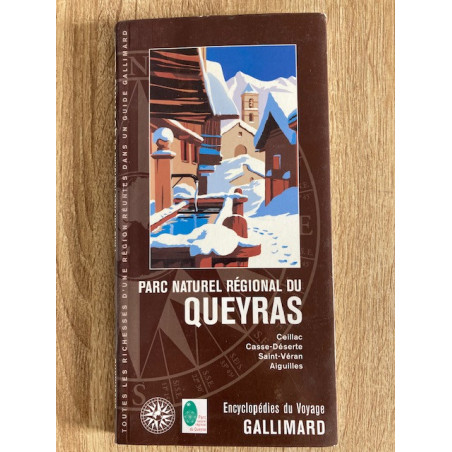 TOUTES LES RICHESSES D'UNE RÉGION RÉUNIES DANS UN GUIDE GALLIMARD
PARC NATUREL RÉGIONAL DU
QUEYRAS
Ceillac
Casse-Déserte
Saint-Véran
Aiguilles
Encyclopédies du Voyage
GALLIMARD